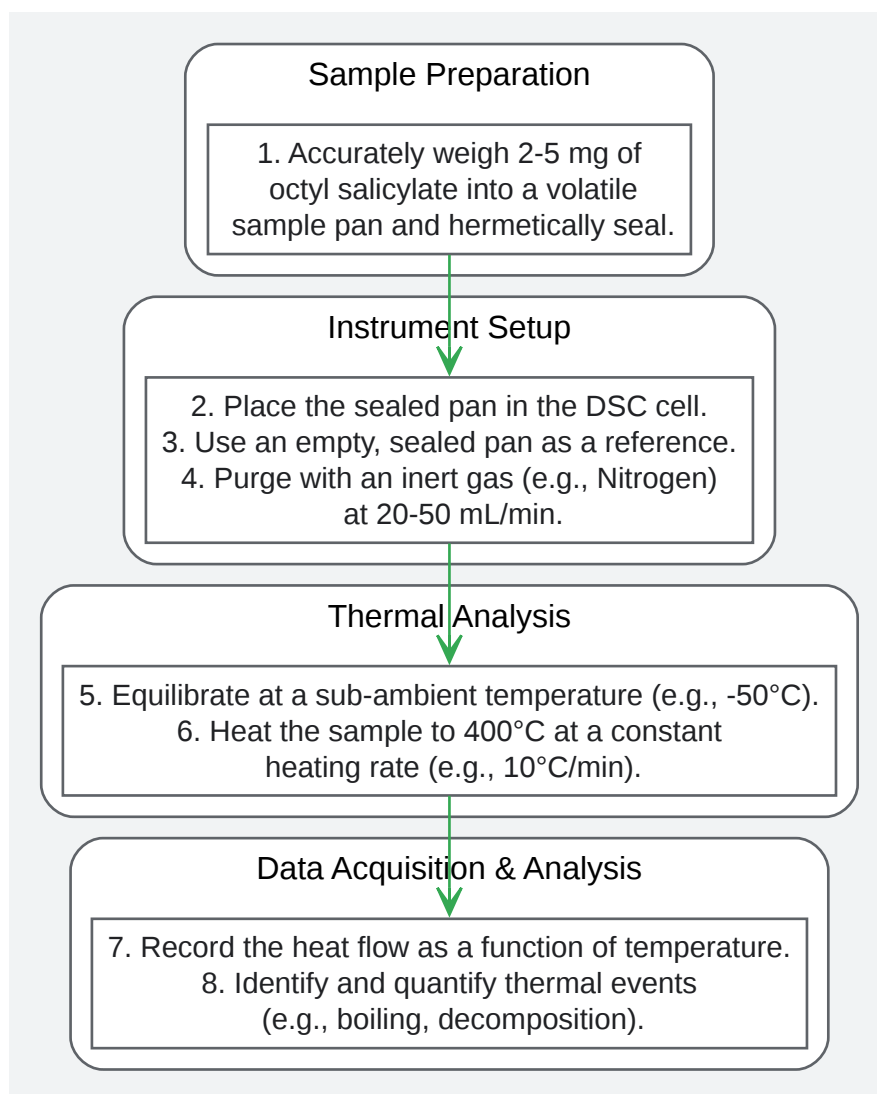 Sample Preparation
1. Accurately weigh 2-5 mg of
octyl salicylate into a volatile
sample pan and hermetically seal.
Instrument Setup
2. Place the sealed pan in the DSC cell.
3. Use an empty, sealed pan as a reference.
4. Purge with an inert gas (e.g., Nitrogen)
at 20-50 mL/min.
Thermal Analysis
5. Equilibrate at a sub-ambient temperature (e.g., -50°C).
6. Heat the sample to 400°C at a constant
heating rate (e.g., 10°C/min).
Data Acquisition & Analysis
7. Record the heat flow as a function of temperature.
8. Identify and quantify thermal events
(e.g., boiling, decomposition).